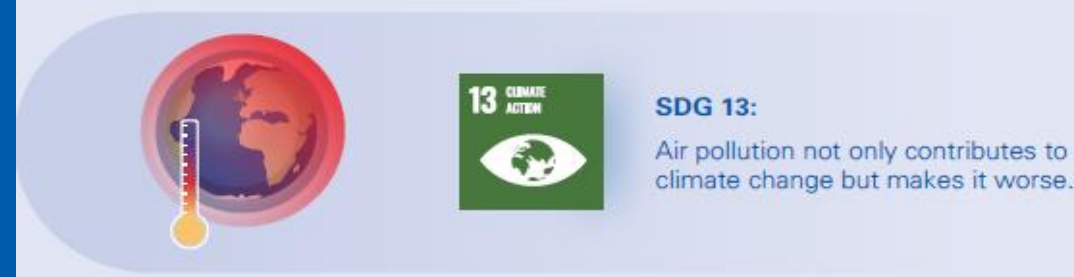 13 CLIMATE
ACTION
SDG 13:
Air pollution not only contributes to
climate change but makes it worse.